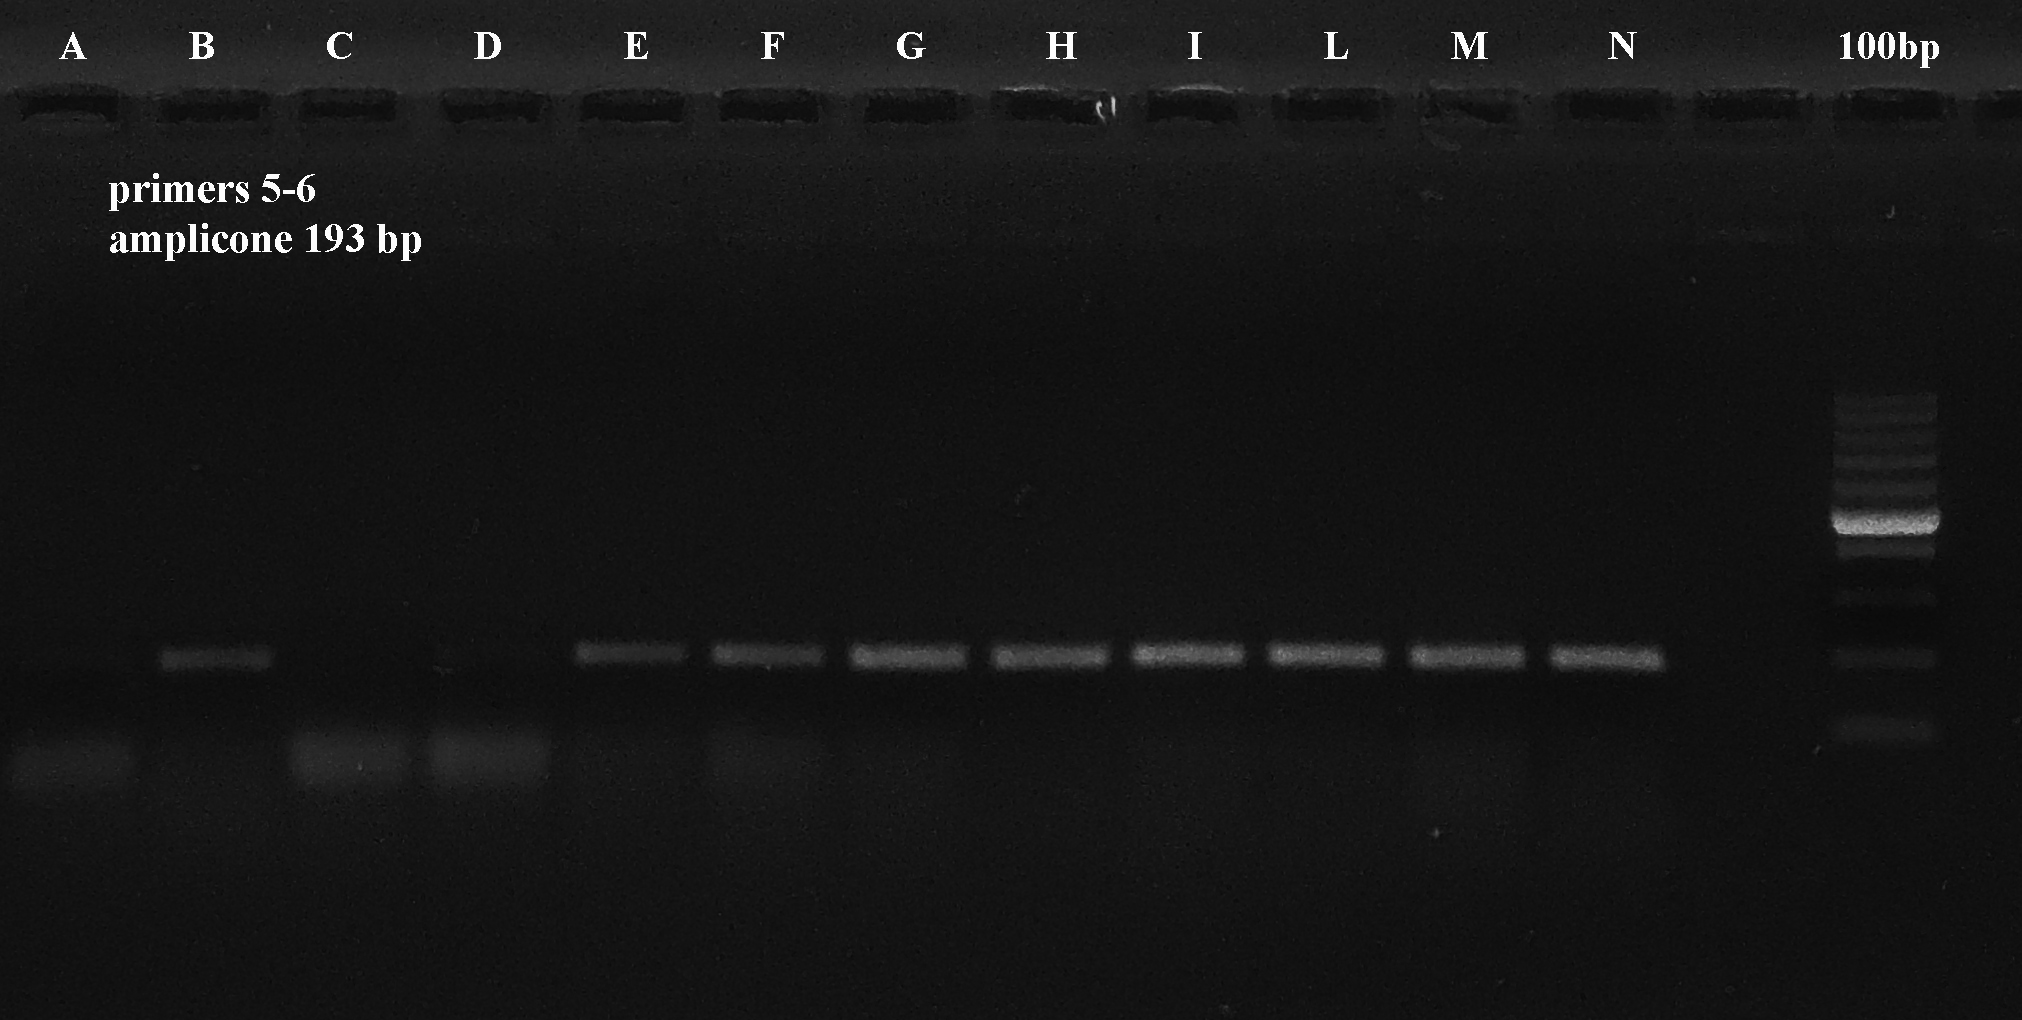 A B C D E F G H I L M N 100bp
primers 5-6
amplicone 193 bp